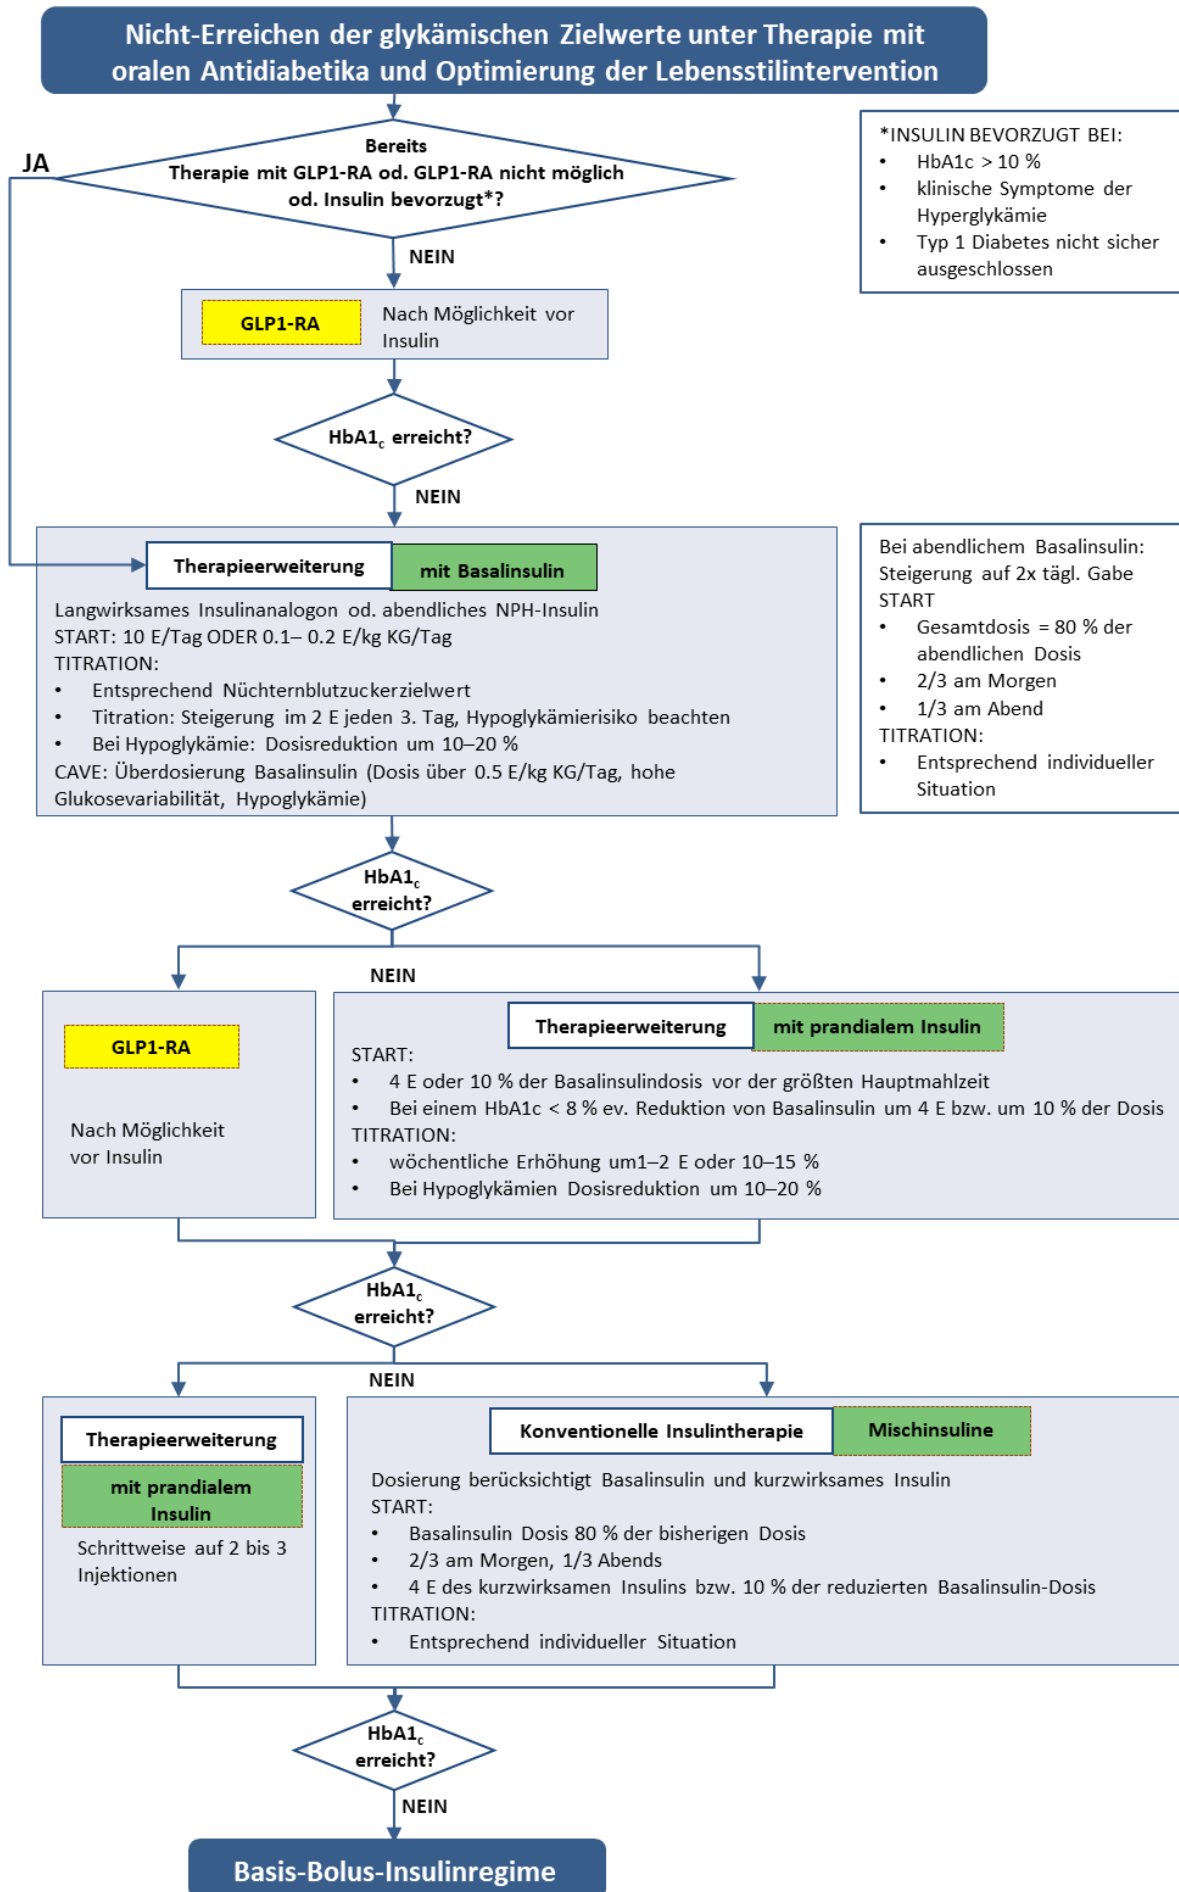 Nicht-Erreichen der glykämischen Zielwerte unter Therapie mit
oralen Antidiabetika und Optimierung der Lebensstilintervention
JA
Bereits
Therapie mit GLP1-RA od. GLP1-RA nicht möglich
od. Insulin bevorzugt*?
*INSULIN BEVORZUGT BEI:
• HbA1c > 10 %
• klinische Symptome der
Hyperglykämie
• Typ 1 Diabetes nicht sicher
ausgeschlossen
NEIN
GLP1-RA
Nach Möglichkeit vor
Insulin
HbA1c erreicht?
NEIN
Therapieerweiterung
mit Basalinsulin
Langwirksames Insulinanalogon od. abendliches NPH-Insulin
START: 10 E/Tag ODER 0.1– 0.2 E/kg KG/Tag
TITRATION:
• Entsprechend Nüchternblutzuckerzielwert
• Titration: Steigerung im 2 E jeden 3. Tag, Hypoglykämierisiko beachten
• Bei Hypoglykämie: Dosisreduktion um 10–20 %
CAVE: Überdosierung Basalinsulin (Dosis über 0.5 E/kg KG/Tag, hohe
Glukosevariabilität, Hypoglykämie)
Bei abendlichem Basalinsulin:
Steigerung auf 2x tägl. Gabe
START
• Gesamtdosis = 80 % der
abendlichen Dosis
• 2/3 am Morgen
• 1/3 am Abend
TITRATION:
• Entsprechend individueller
Situation
HbA1c
erreicht?
NEIN
GLP1-RA
Nach Möglichkeit
vor Insulin
Therapieerweiterung
mit prandialem Insulin
START:
• 4 E oder 10 % der Basalinsulindosis vor der größten Hauptmahlzeit
• Bei einem HbA1c < 8 % ev. Reduktion von Basalinsulin um 4 E bzw. um 10 % der Dosis
TITRATION:
• wöchentliche Erhöhung um1–2 E oder 10–15 %
• Bei Hypoglykämien Dosisreduktion um 10–20 %
HbA1c
erreicht?
NEIN
Therapieerweiterung
mit prandialem
Insulin
Schrittweise auf 2 bis 3
Injektionen
Konventionelle Insulintherapie
Mischinsuline
Dosierung berücksichtigt Basalinsulin und kurzwirksames Insulin
START:
• Basalinsulin Dosis 80 % der bisherigen Dosis
• 2/3 am Morgen, 1/3 Abends
• 4 E des kurzwirksamen Insulins bzw. 10 % der reduzierten Basalinsulin-Dosis
TITRATION:
• Entsprechend individueller Situation
HbA1c
erreicht?
NEIN
Basis-Bolus-Insulinregime